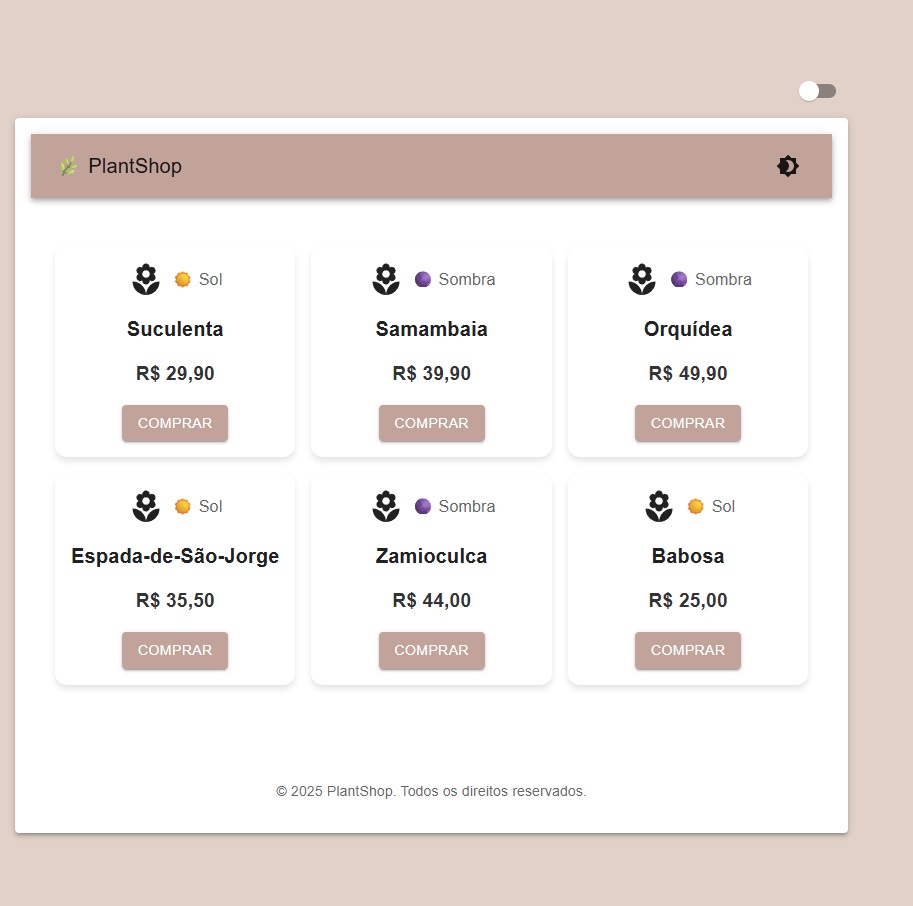 PlantShop
Sol
Sombra
Sombra
Suculenta
Samambaia
Orquídea
R$ 29,90
R$ 39,90
R$ 49,90
COMPRAR
COMPRAR
COMPRAR
Sol
Sombra
Sol
Espada-de-São-Jorge
Zamioculca
Babosa
R$ 35,50
R$ 44,00
R$ 25,00
COMPRAR
COMPRAR
COMPRAR
© 2025 PlantShop. Todos os direitos reservados.